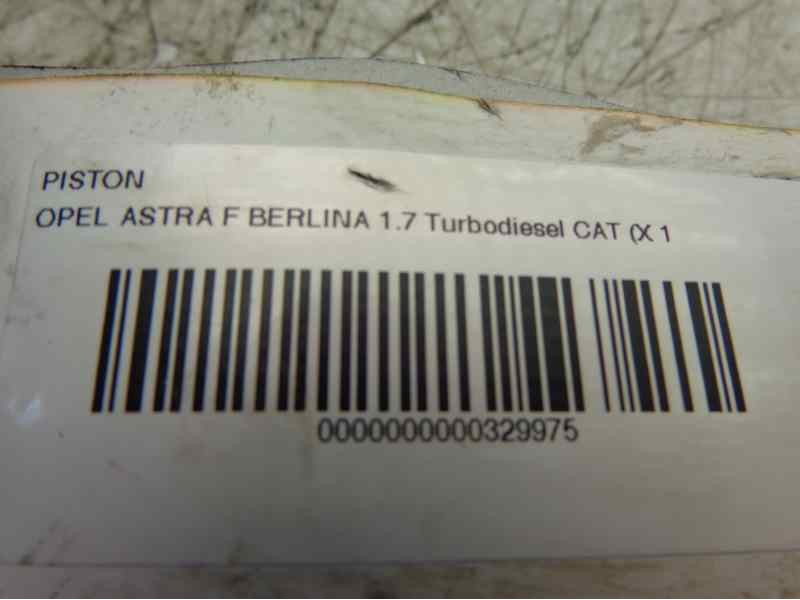 PISTON
OPEL ASTRA F BERLINA 1.7 Turbodiesel CAT (X 1
0000000000329975